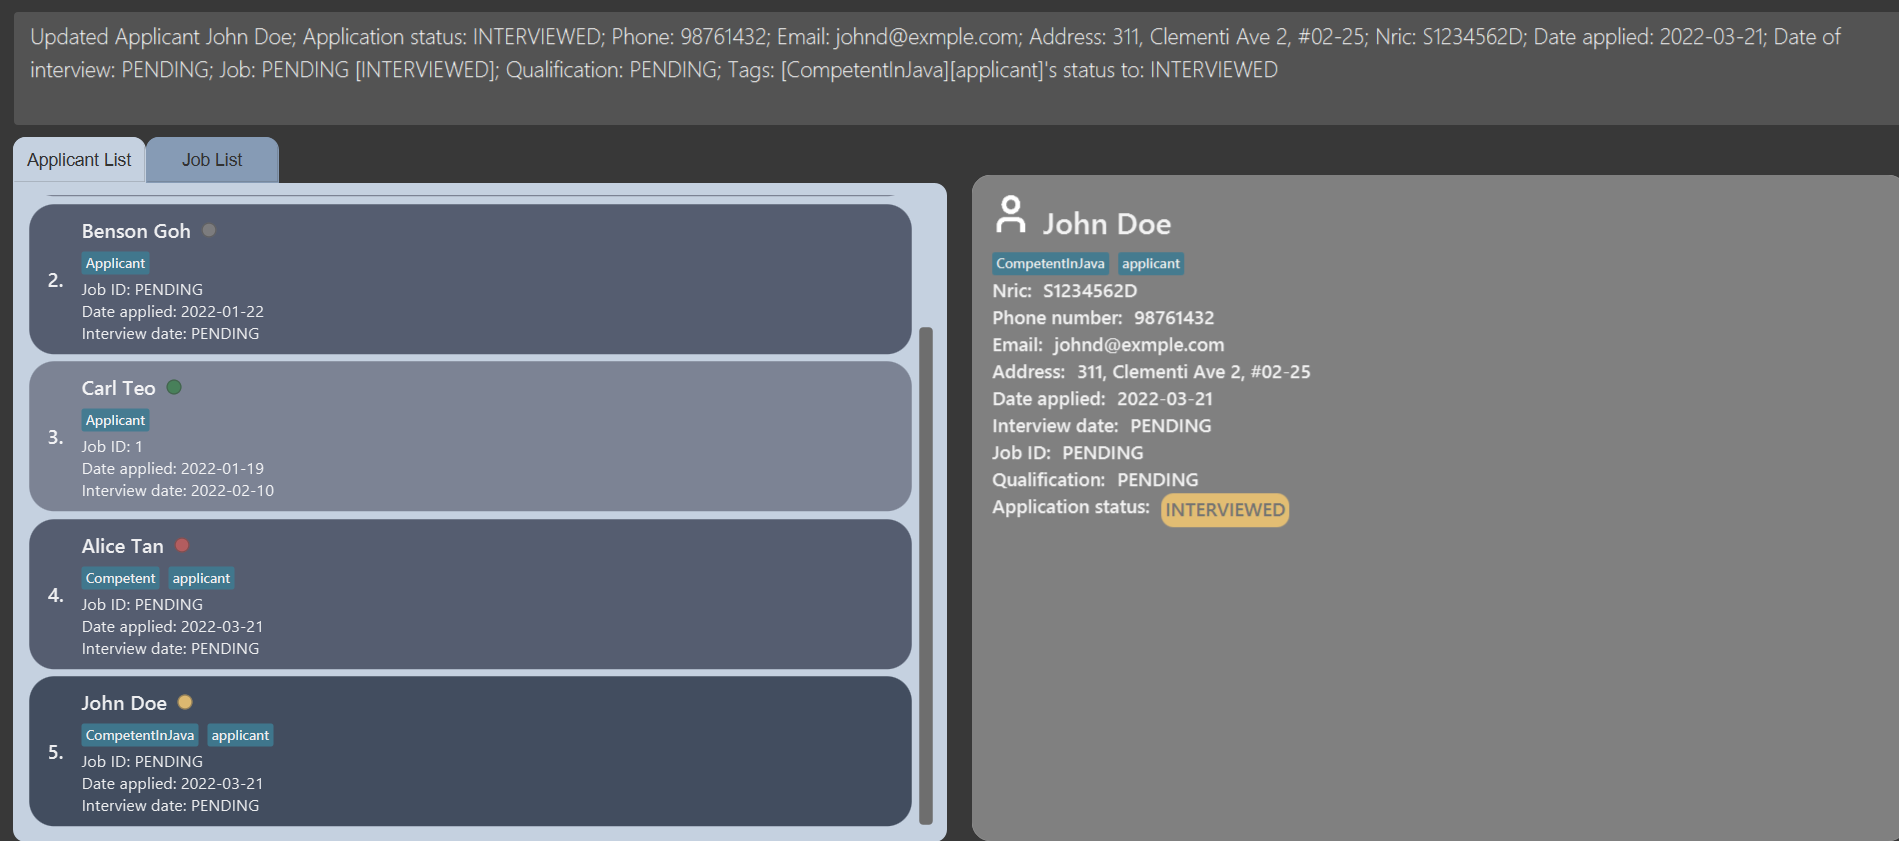 Updated Applicant John Doe; Application status: INTERVIEWED; Phone: 98761432; Email: johnd@exmple.com; Address: 311, Clementi Ave 2, #02-25; Nric: S1234562D; Date applied: 2022-03-21; Date of
interview: PENDING; Job: PENDING [INTERVIEWED]; Qualification: PENDING; Tags: [CompetentInJava][applicant]'s status to: INTERVIEWED
Applicant List
Job List
2.
Benson Goh
Applicant
Job ID: PENDING
Date applied: 2022-01-22
Interview date: PENDING
3.
Carl Teo
Applicant
Job ID: 1
Date applied: 2022-01-19
Interview date: 2022-02-10
4.
Alice Tan
Competent applicant
Job ID: PENDING
Date applied: 2022-03-21
Interview date: PENDING
5.
John Doe
CompetentInJava applicant
Job ID: PENDING
Date applied: 2022-03-21
Interview date: PENDING
John Doe
CompetentInJava applicant
Nric: S1234562D
Phone number: 98761432
Email: johnd@exmple.com
Address: 311, Clementi Ave 2, #02-25
Date applied: 2022-03-21
Interview date: PENDING
Job ID: PENDING
Qualification: PENDING
Application status: INTERVIEWED